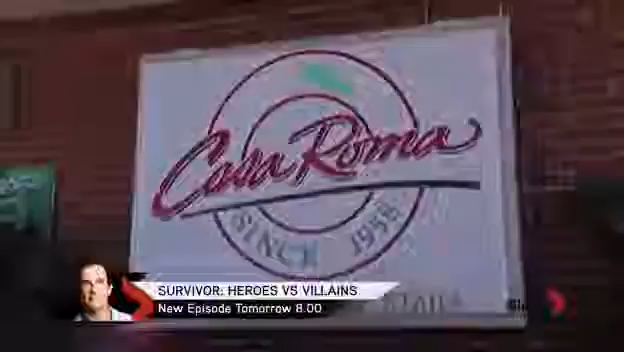 Casa Roma
SINCE 1958
SURVIVOR: HEROES VS VILLAINS
New Episode Tomorrow 8.00